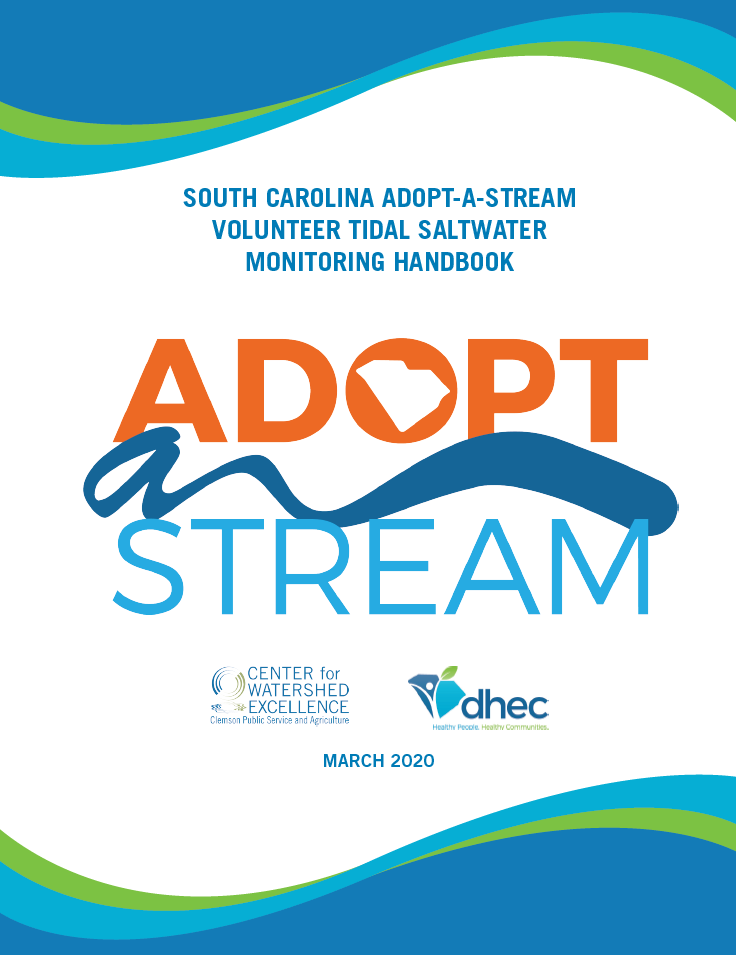 SOUTH CAROLINA ADOPT-A-STREAM
VOLUNTEER TIDAL SALTWATER
MONITORING HANDBOOK
ADOPT
a
STREAM
CENTER for
WATERSHED
EXCELLENCE
Clemson Public Service and Agriculture
dhec
Healthy People. Healthy Communities.
MARCH 2020